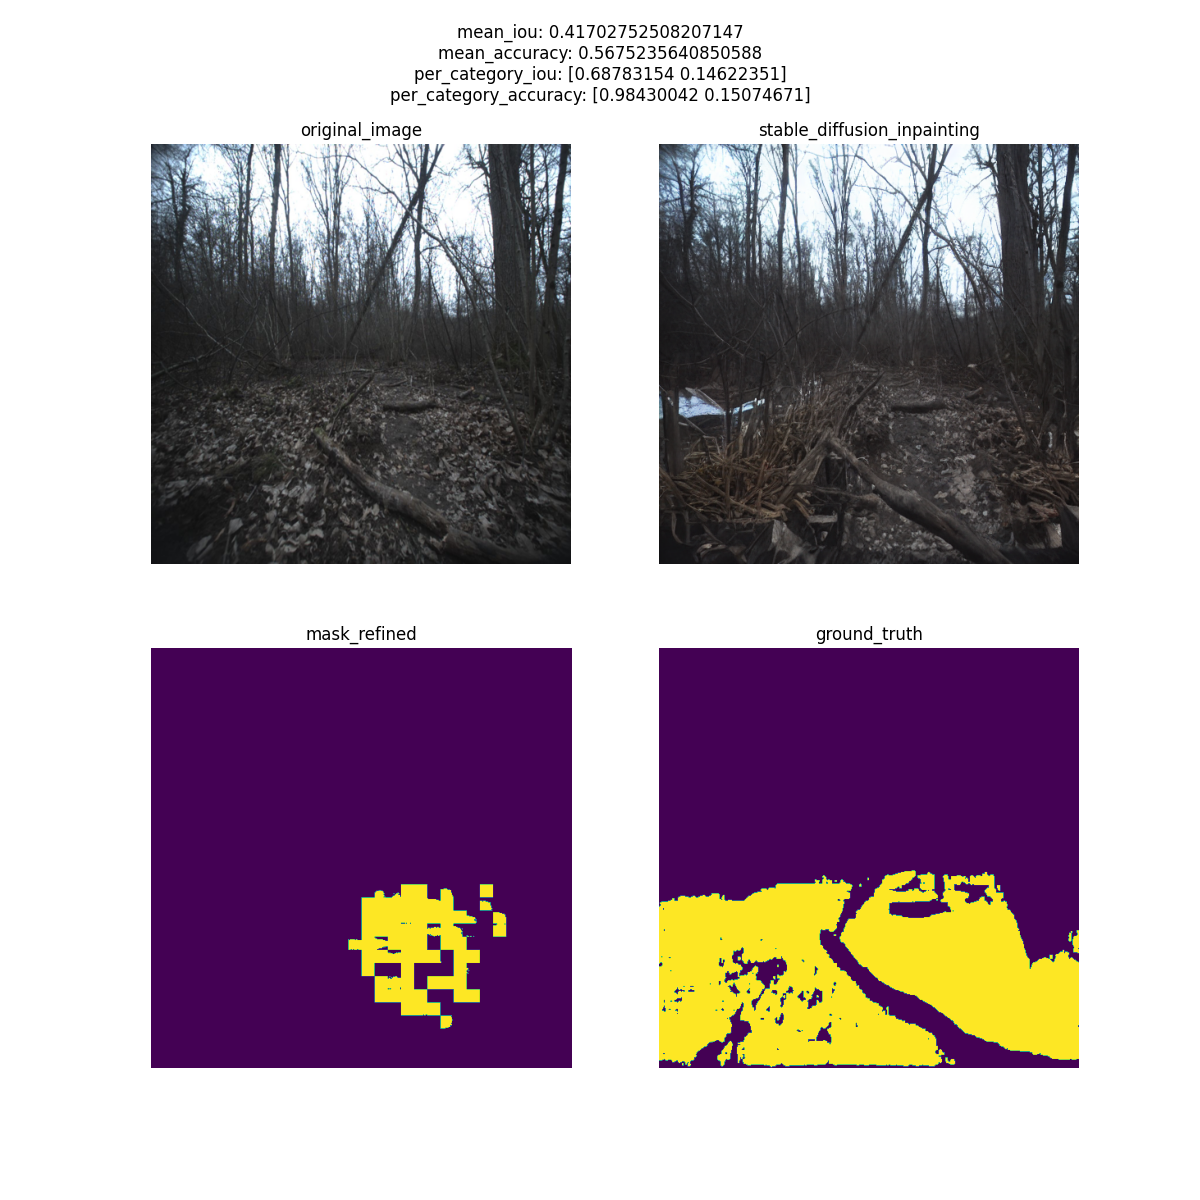 mean_iou: 0.41702752508207147
mean_accuracy: 0.5675235640850588
per_category_iou: [0.68783154 0.14622351]
per_category_accuracy: [0.98430042 0.15074671]
original_image
stable_diffusion_inpainting
mask_refined
ground_truth